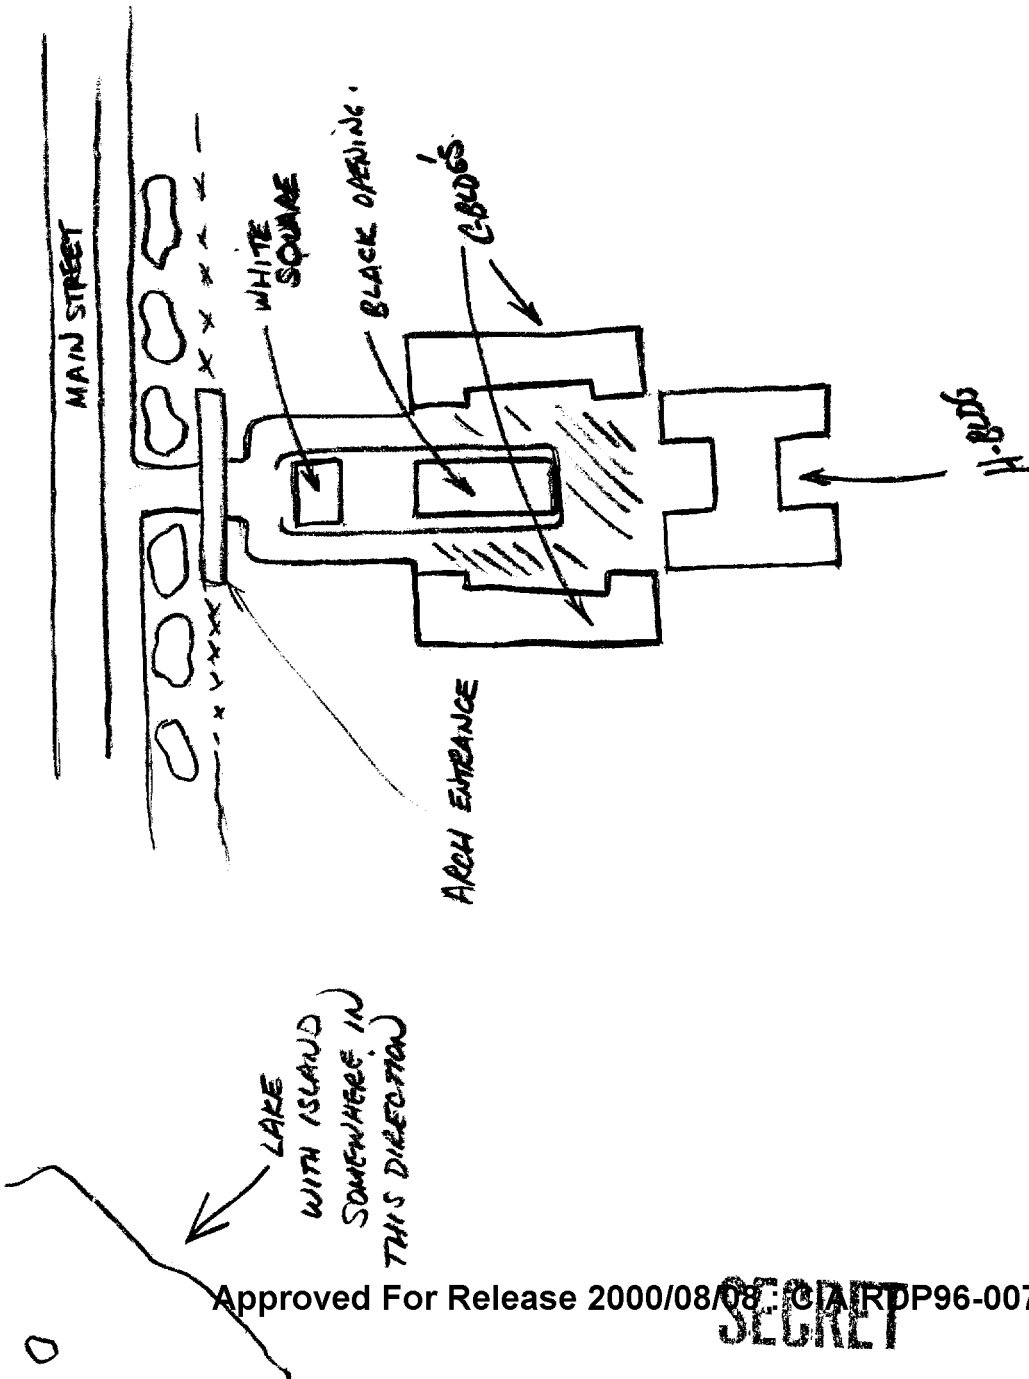 MAIN STREET
WHITE
SQUARE
BLACK OPENING.
C-BLDG'S
H-BLDG
ARCH ENTRANCE
LAKE
WITH ISLAND
SOMEWHERE IN
THIS DIRECTION
Approved For Release 2000/08/08 : CIA-RDP96-007
SECRET